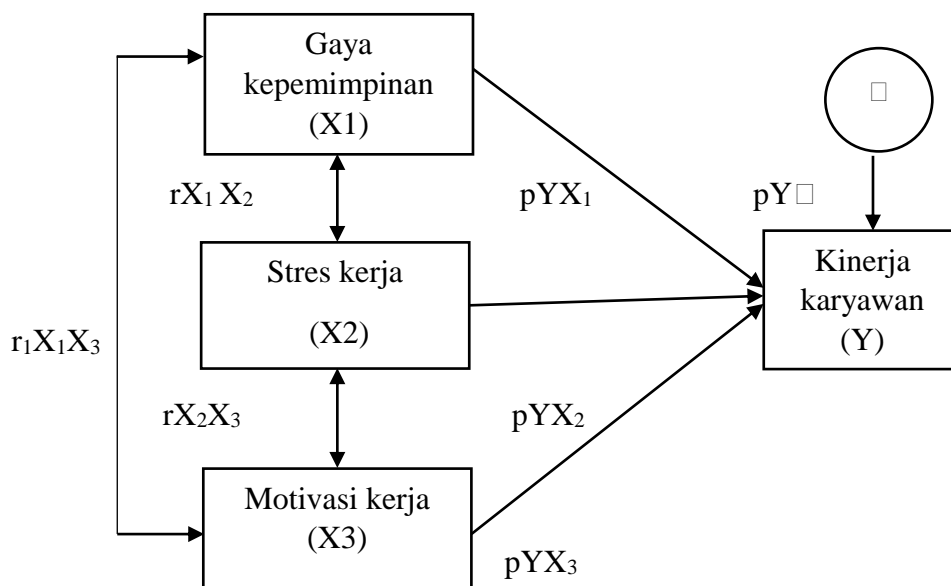 Gaya
kepemimpinan
(X1)
□
rX₁ X₂
pYX₁
pY□
Stres kerja
(X2)
Kinerja
karyawan
(Y)
r₁X₁X₃
rX₂X₃
pYX₂
Motivasi kerja
(X3)
pYX₃